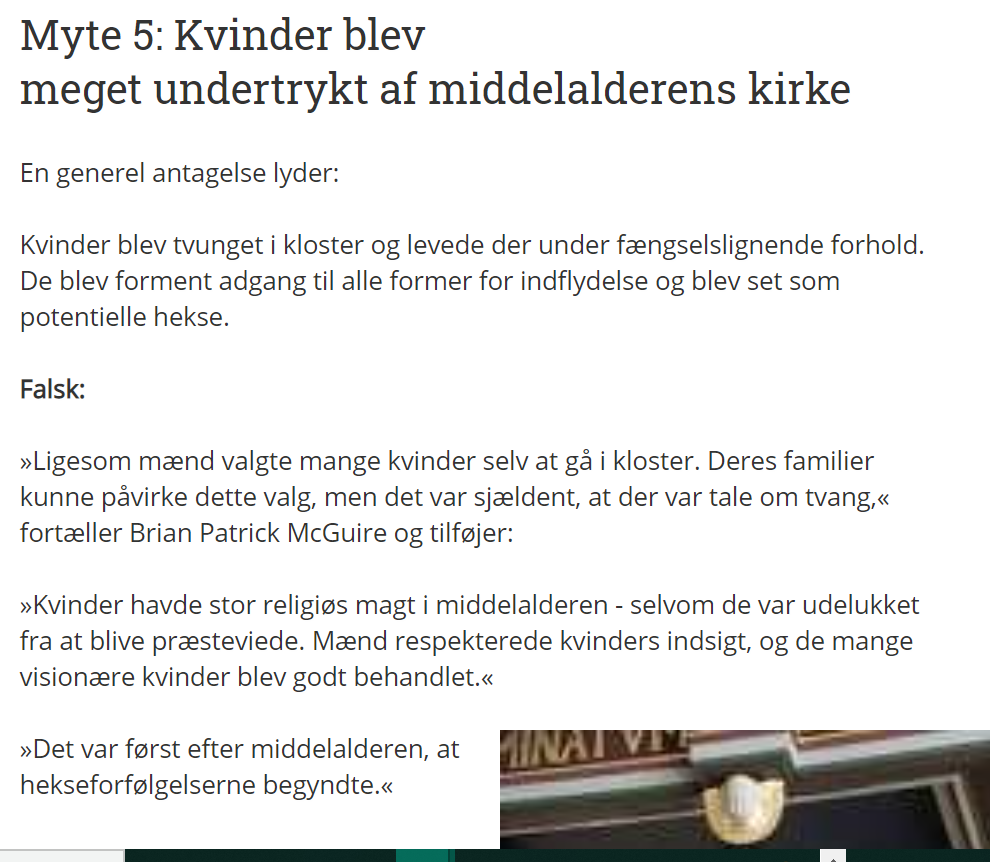 Myte 5: Kvinder blev
meget undertrykt af middelalderens kirke
En generel antagelse lyder:
Kvinder blev tvunget i kloster og levede der under fængselslignende forhold.
De blev forment adgang til alle former for indflydelse og blev set som
potentielle hekse.
Falsk:
»Ligesom mænd valgte mange kvinder selv at gå i kloster. Deres familier
kunne påvirke dette valg, men det var sjældent, at der var tale om tvang,«
fortæller Brian Patrick McGuire og tilføjer:
»Kvinder havde stor religiøs magt i middelalderen - selvom de var udelukket
fra at blive præsteviede. Mænd respekterede kvinders indsigt, og de mange
visionære kvinder blev godt behandlet.«
»Det var først efter middelalderen, at
hekseforfølgelserne begyndte.«